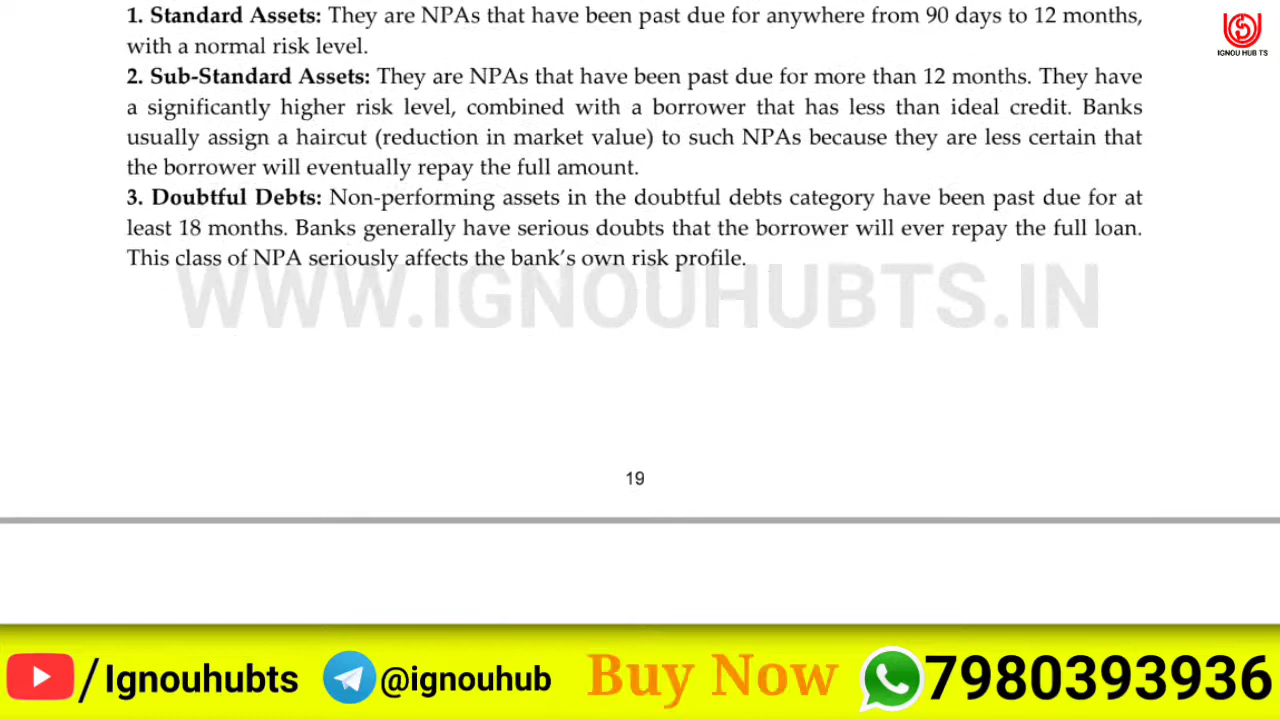 1. Standard Assets: They are NPAs that have been past due for anywhere from 90 days to 12 months,
with a normal risk level.
2. Sub-Standard Assets: They are NPAs that have been past due for more than 12 months. They have
a significantly higher risk level, combined with a borrower that has less than ideal credit. Banks
usually assign a haircut (reduction in market value) to such NPAs because they are less certain that
the borrower will eventually repay the full amount.
3. Doubtful Debts: Non-performing assets in the doubtful debts category have been past due for at
least 18 months. Banks generally have serious doubts that the borrower will ever repay the full loan.
This class of NPA seriously affects the bank's own risk profile.
IGNOU HUB TS
WWW.IGNOUHUBTS.IN
19
/Ignouhubts @ignouhub Buy Now 7980393936